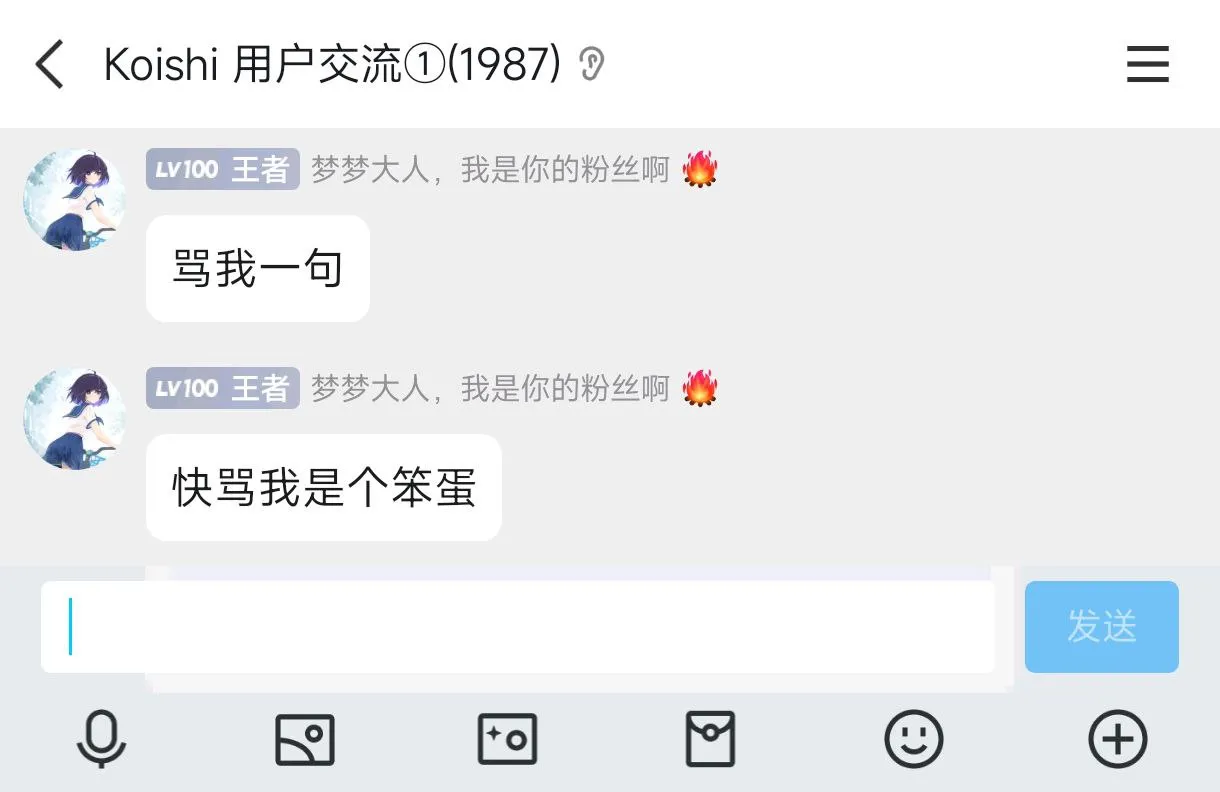 Koishi 用户交流①(1987)
LV100 王者 梦梦大人，我是你的粉丝啊 🔥
骂我一句
LV100 王者 梦梦大人，我是你的粉丝啊 🔥
快骂我是个笨蛋
发送